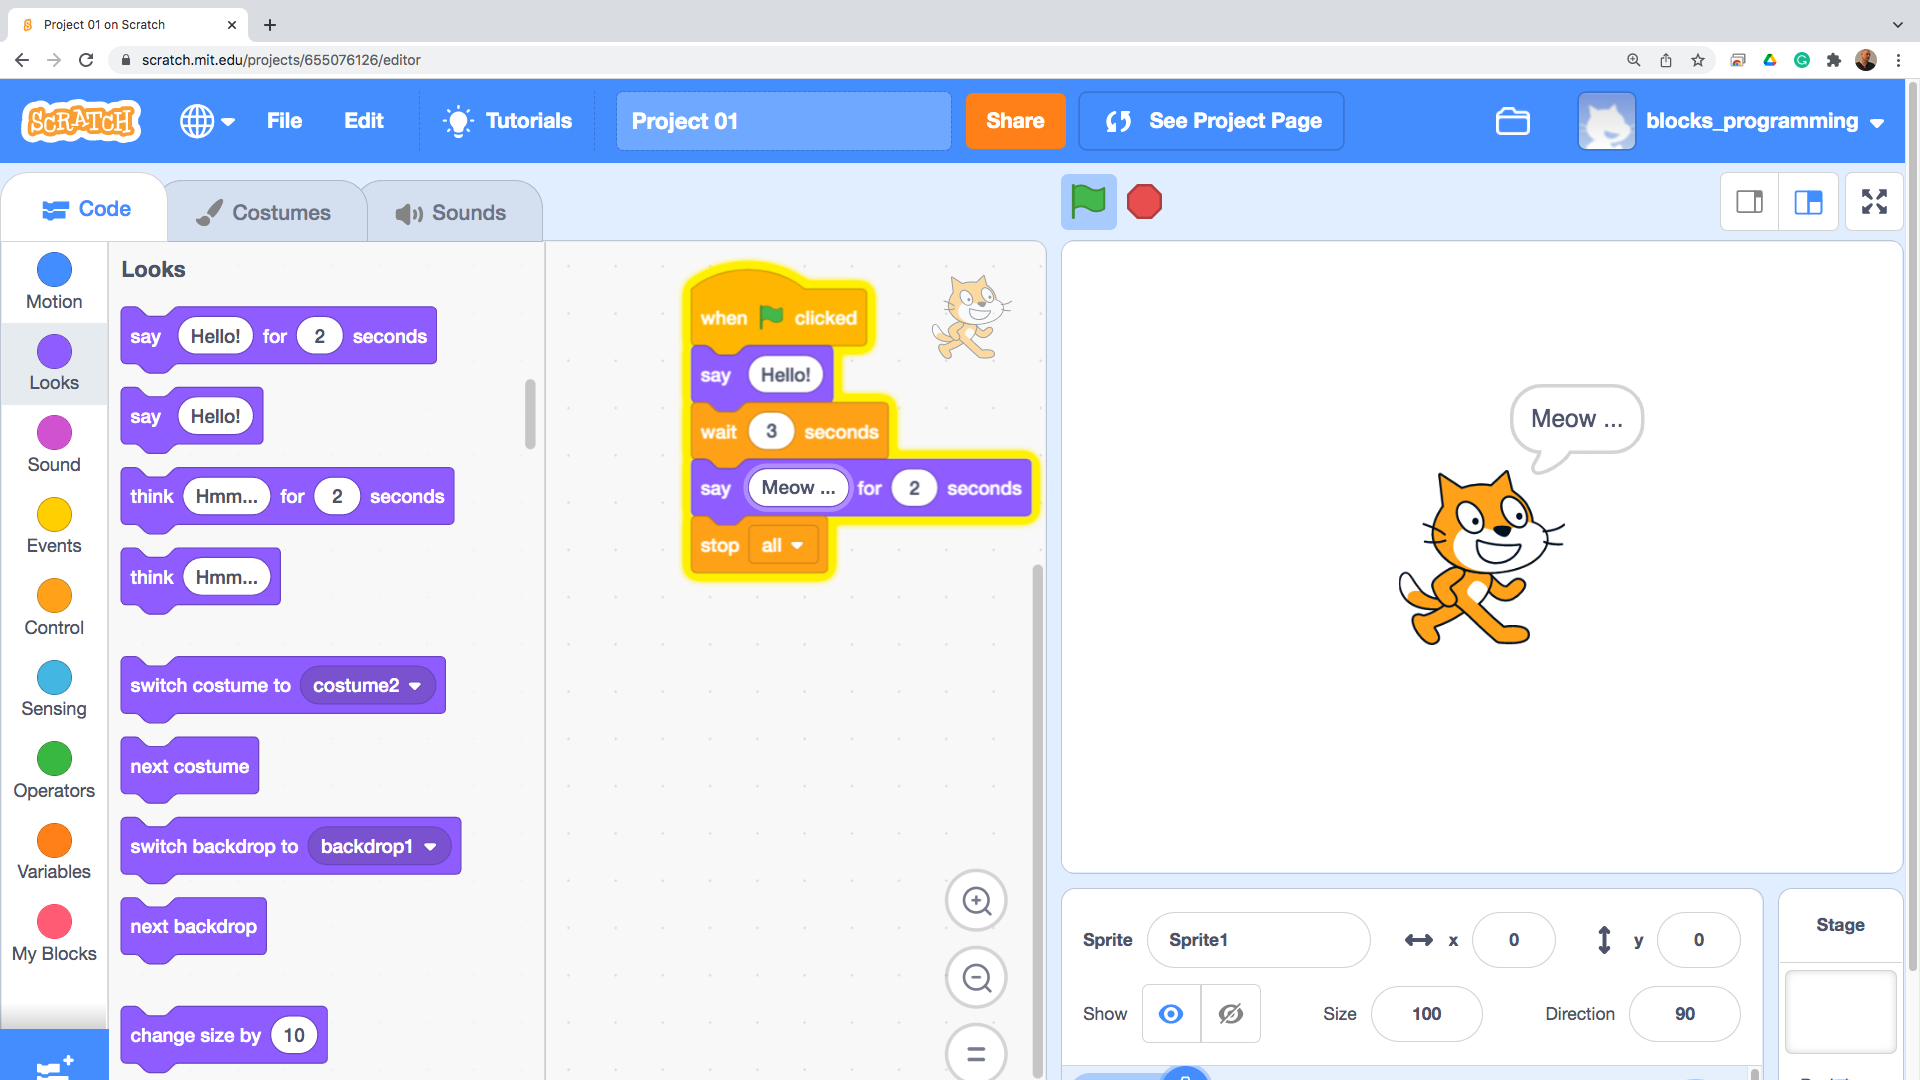 Project 01 on Scratch
scratch.mit.edu/projects/655076126/editor
SCRATCH
File
Edit
Tutorials
Project 01
Share
See Project Page
blocks_programming
Code
Costumes
Sounds
Motion
Looks
Sound
Events
Control
Sensing
Operators
Variables
My Blocks
Looks
say Hello! for 2 seconds
say Hello!
think Hmm... for 2 seconds
think Hmm...
switch costume to costume2
next costume
switch backdrop to backdrop1
next backdrop
change size by 10
when clicked
say Hello!
wait 3 seconds
say Meow ... for 2 seconds
stop all
Meow ...
Sprite Sprite1 x 0 y 0
Show Size 100 Direction 90
Stage